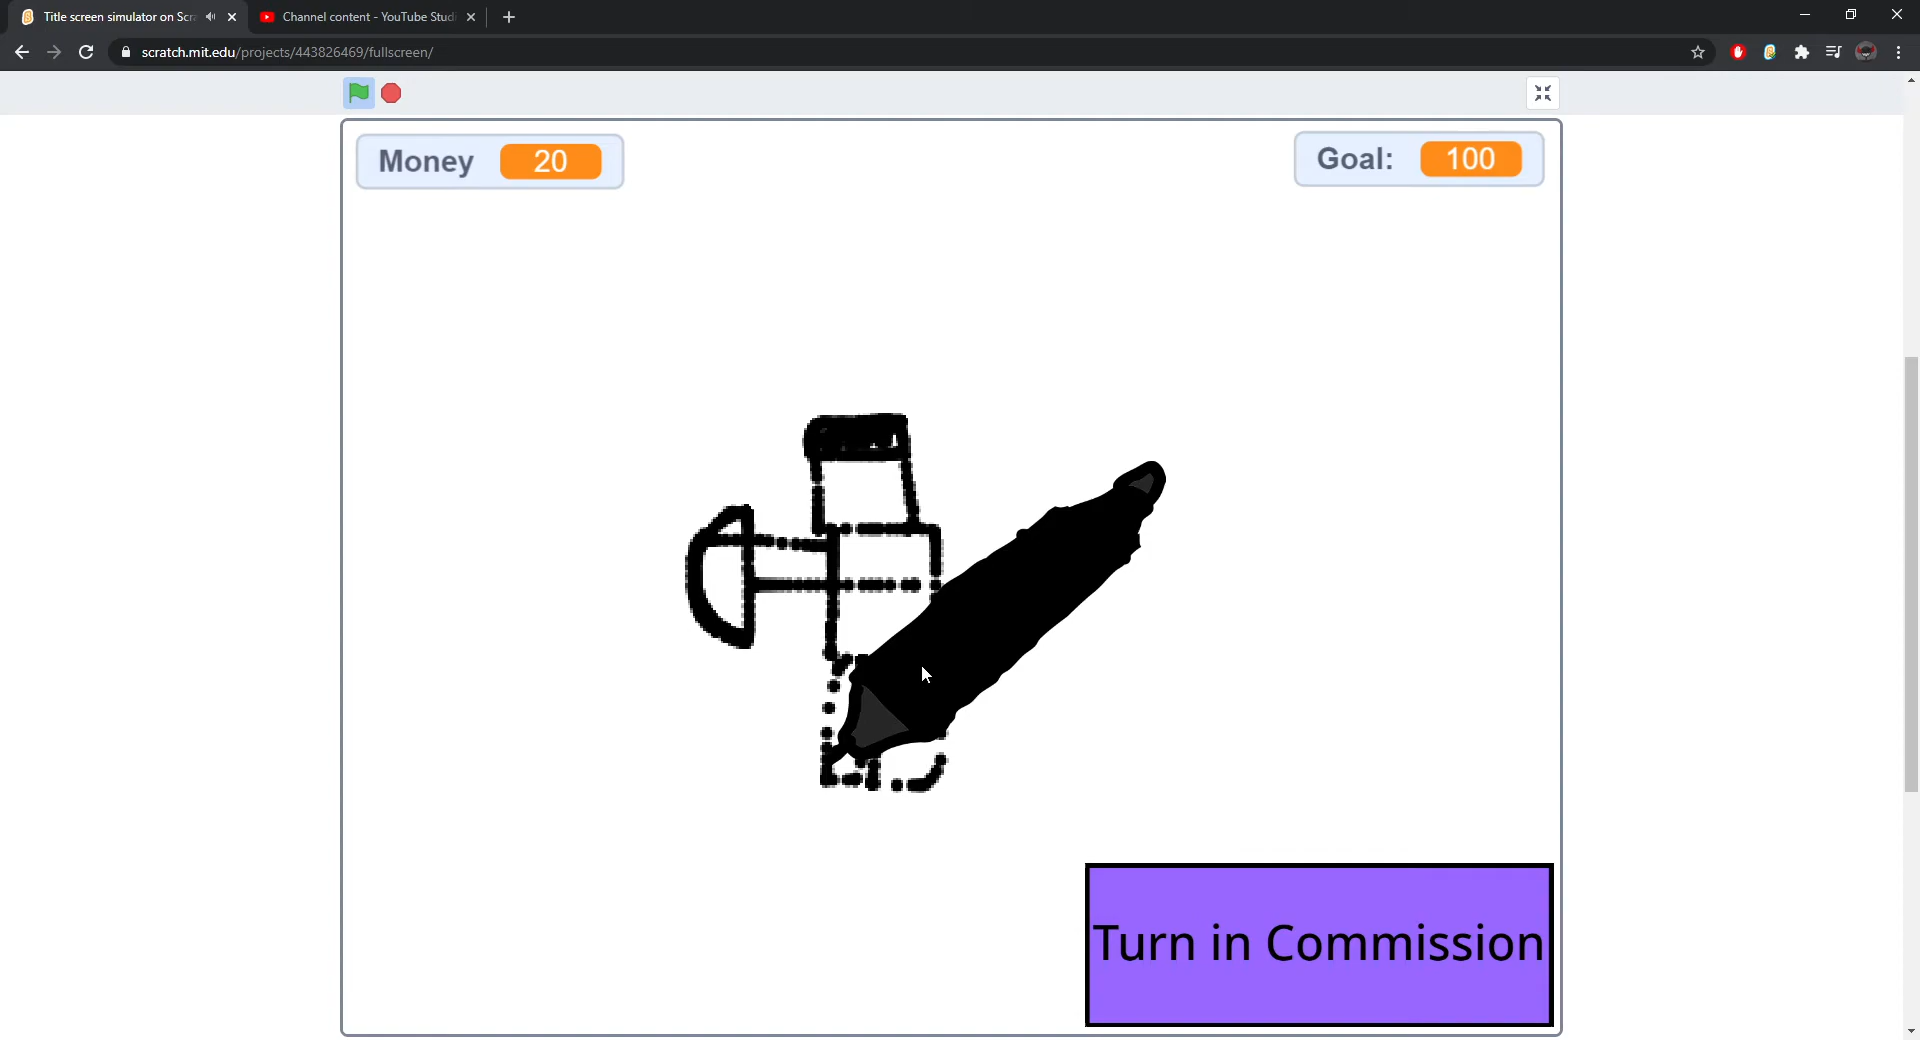 Title screen simulator on Scr
Channel content - YouTube Studi
scratch.mit.edu/projects/443826469/fullscreen/
Money 20
Goal: 100
Turn in Commission